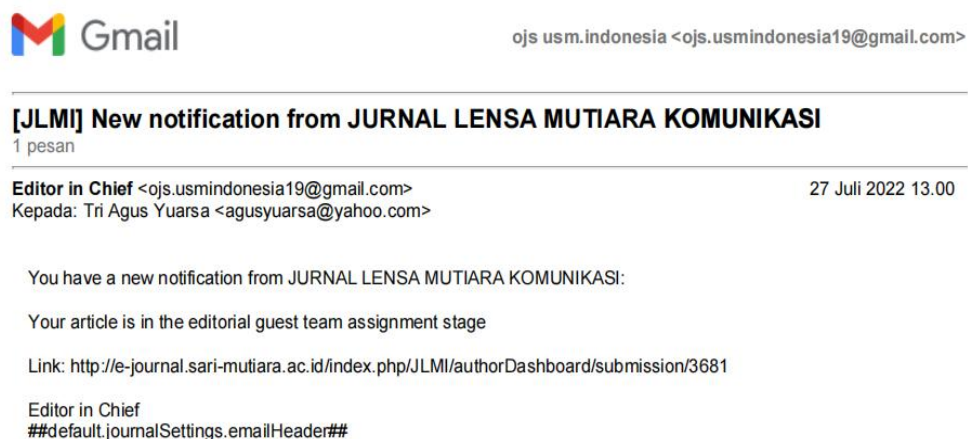 Gmail
ojs usm.indonesia <ojs.usmindonesia19@gmail.com>
[JLMI] New notification from JURNAL LENSA MUTIARA KOMUNIKASI
1 pesan
Editor in Chief <ojs.usmindonesia19@gmail.com>
27 Juli 2022 13.00
Kepada: Tri Agus Yuarsa <agusyuarsa@yahoo.com>
You have a new notification from JURNAL LENSA MUTIARA KOMUNIKASI:
Your article is in the editorial guest team assignment stage
Link: http://e-journal.sari-mutiara.ac.id/index.php/JLMI/authorDashboard/submission/3681
Editor in Chief
##default.journalSettings.emailHeader##